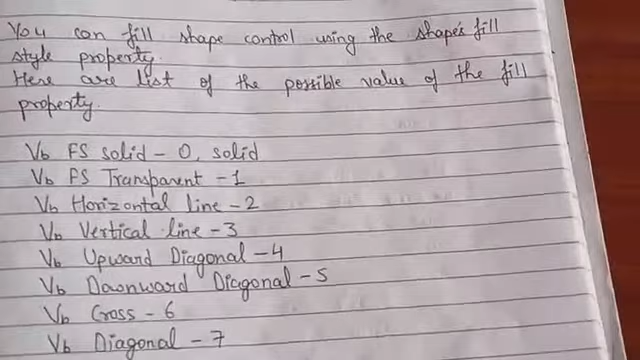 You can fill shape control using the shape's fill
style property.
Here are list of the possible value of the fill
property.
Vb FS solid - 0, solid
Vb FS Transparent - 1
Vb Horizontal line - 2
Vb Vertical line - 3
Vb Upward Diagonal - 4
Vb Downward Diagonal - 5
Vb Cross - 6
Vb Diagonal - 7